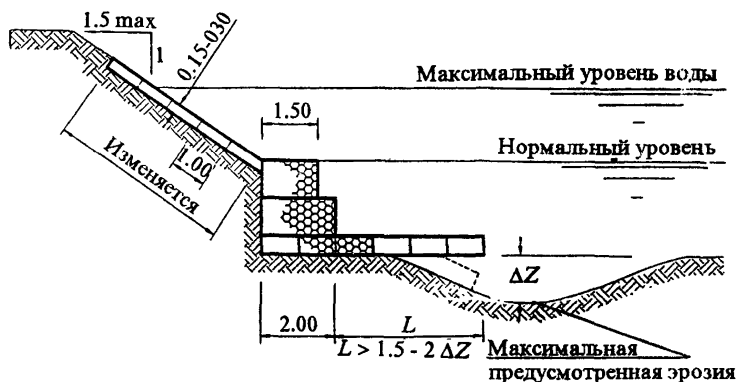 1.5 max
1
0.15-030
Максимальный уровень воды
1.50
Нормальный уровень
1.00
Изменяется
ΔZ
2.00
L
L > 1.5 - 2 ΔZ
Максимальная
предусмотренная эрозия